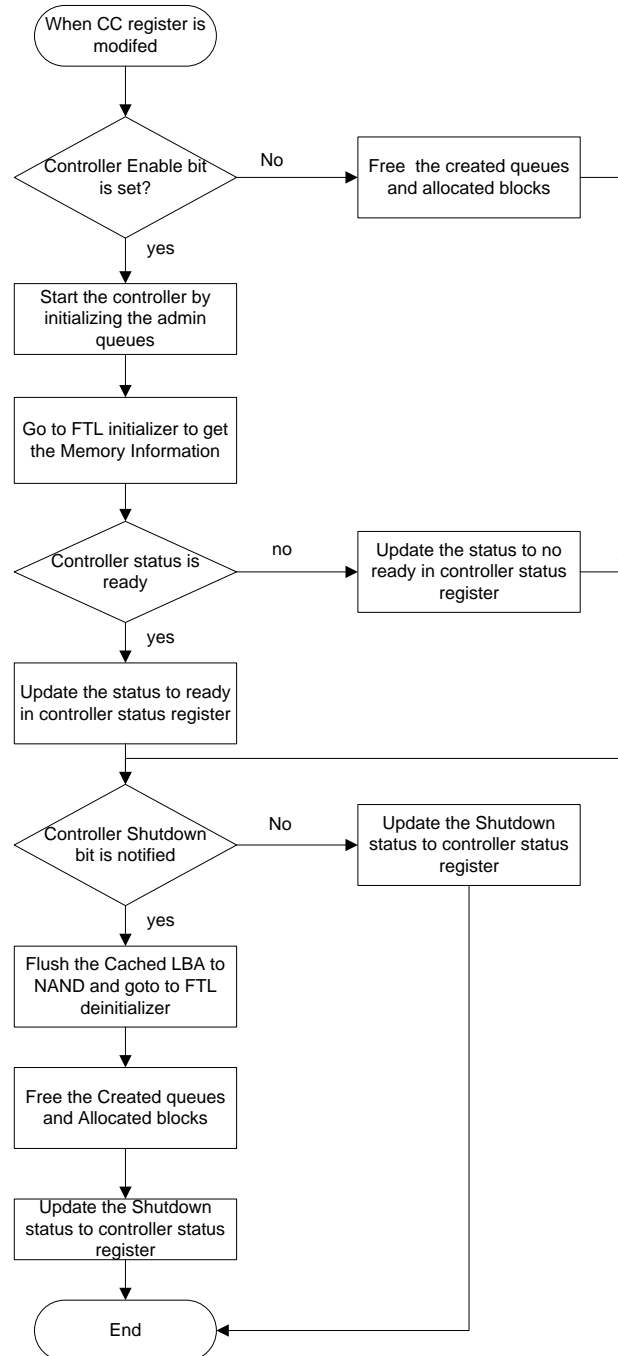 When CC register is
modifed
Controller Enable bit
is set?
No
Free  the created queues
and allocated blocks
yes
Start the controller by
initializing the admin
queues
Go to FTL initializer to get
the Memory Information
Controller status is
ready
no
Update the status to no
ready in controller status
register
yes
Update the status to ready
in controller status register
Controller Shutdown
bit is notified
No
Update the Shutdown
status to controller status
register
yes
Flush the Cached LBA to
NAND and goto to FTL
deinitializer
Free the Created queues
and Allocated blocks
Update the Shutdown
status to controller status
register
End